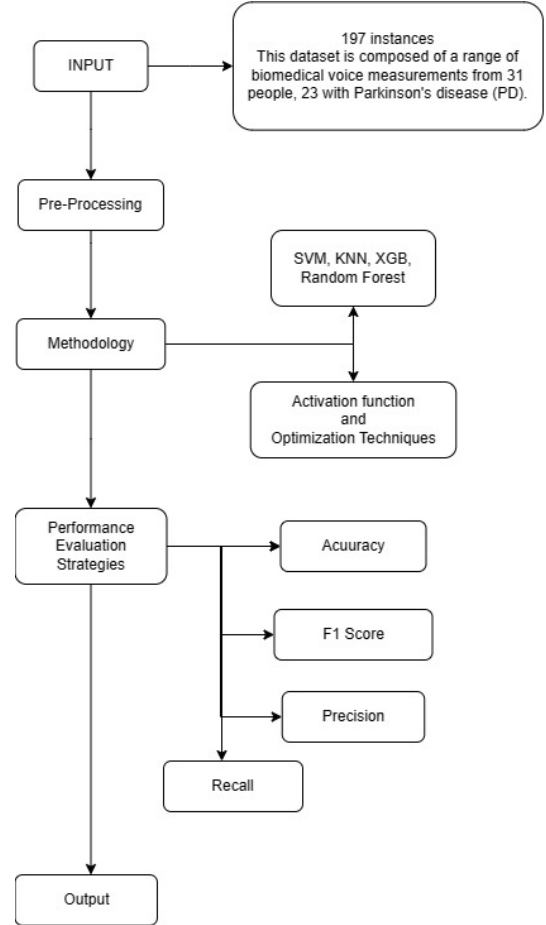 INPUT
197 instances
This dataset is composed of a range of
biomedical voice measurements from 31
people, 23 with Parkinson's disease (PD).
Pre-Processing
SVM, KNN, XGB,
Random Forest
Methodology
Activation function
and
Optimization Techniques
Performance
Evaluation
Strategies
Acuuracy
F1 Score
Precision
Recall
Output